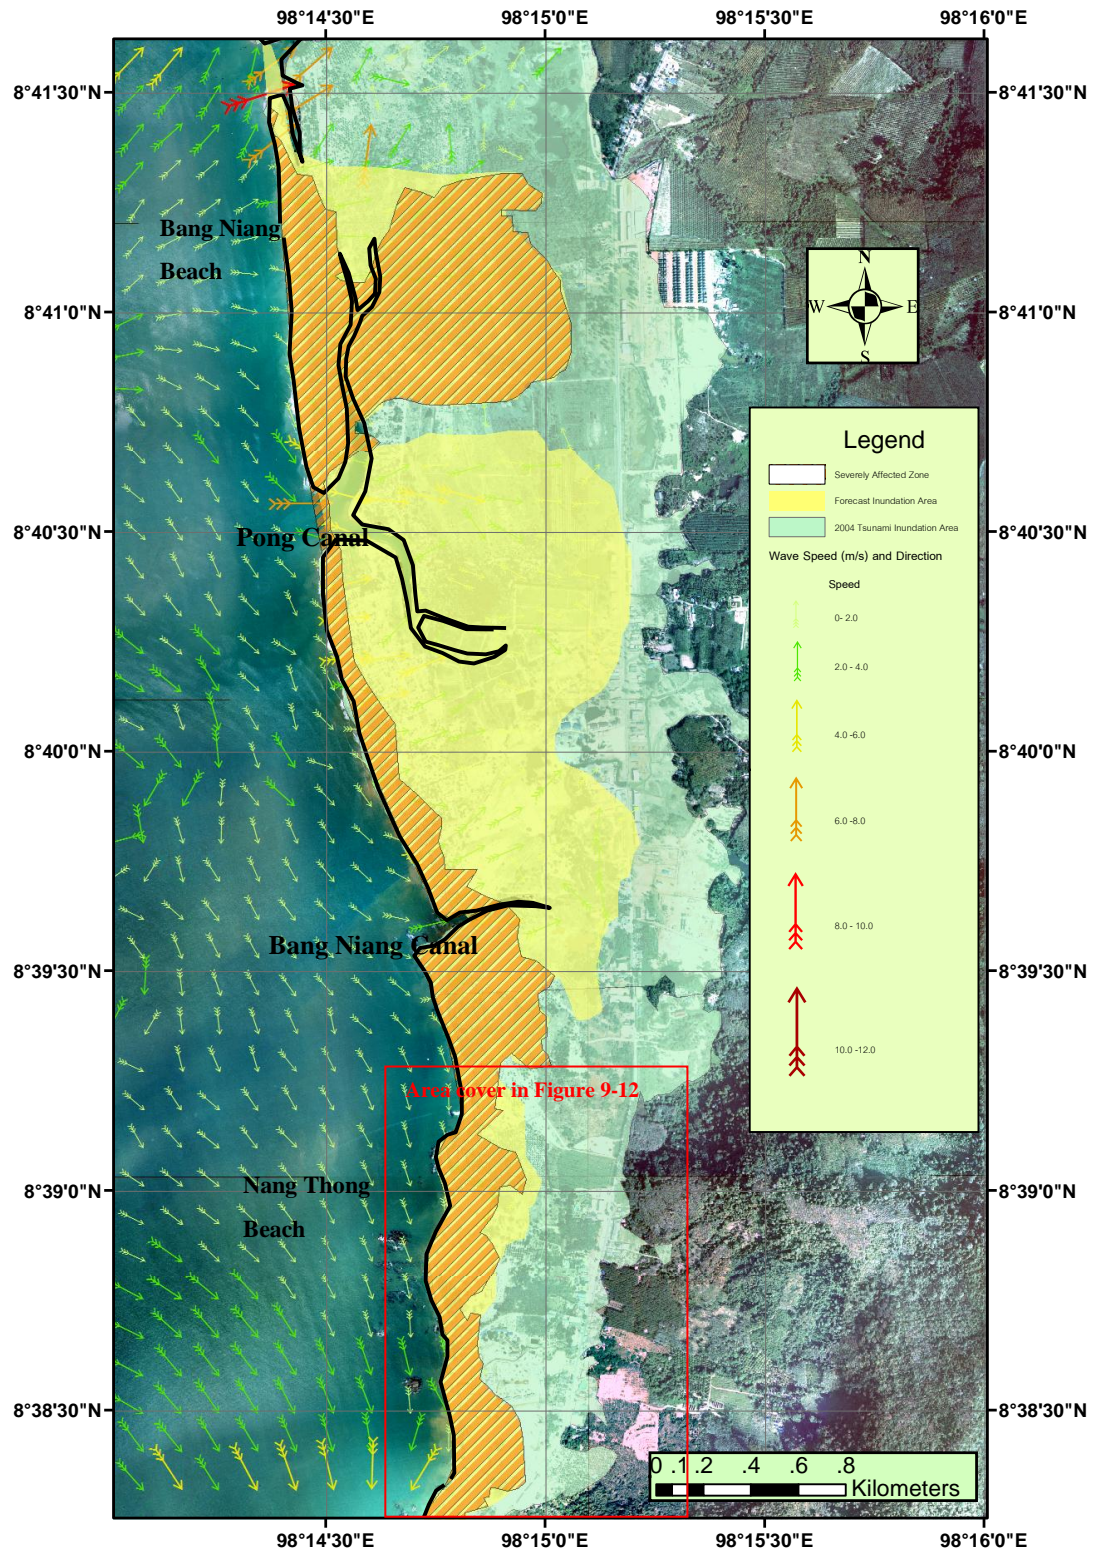 98°14'30"E 98°15'0"E 98°15'30"E 98°16'0"E
8°41'30"N 8°41'30"N
Bang Niang
Beach
N
W E
S
8°41'0"N 8°41'0"N
Legend
Severely Affected Zone
Forecast Inundation Area
2004 Tsunami Inundation Area
Wave Speed (m/s) and Direction
Speed
0- 2.0
2.0 - 4.0
4.0 -6.0
6.0 -8.0
8.0 - 10.0
10.0 -12.0
8°40'30"N 8°40'30"N
Pong Canal
8°40'0"N 8°40'0"N
Bang Niang Canal
8°39'30"N 8°39'30"N
Area cover in Figure 9-12
8°39'0"N 8°39'0"N
Nang Thong
Beach
8°38'30"N 8°38'30"N
0 .1 .2 .4 .6 .8
Kilometers
98°14'30"E 98°15'0"E 98°15'30"E 98°16'0"E